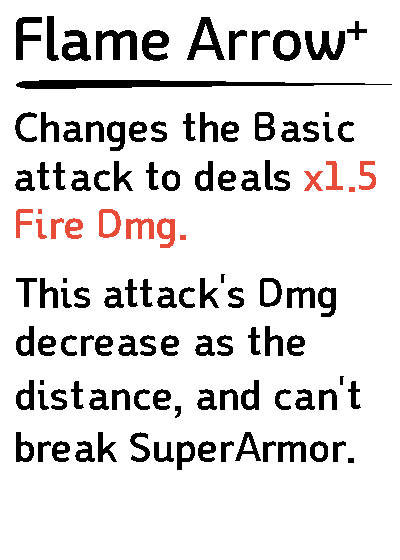 Flame Arrow+
Changes the Basic
attack to deals x1.5
Fire Dmg.
This attack's Dmg
decrease as the
distance, and can't
break SuperArmor.